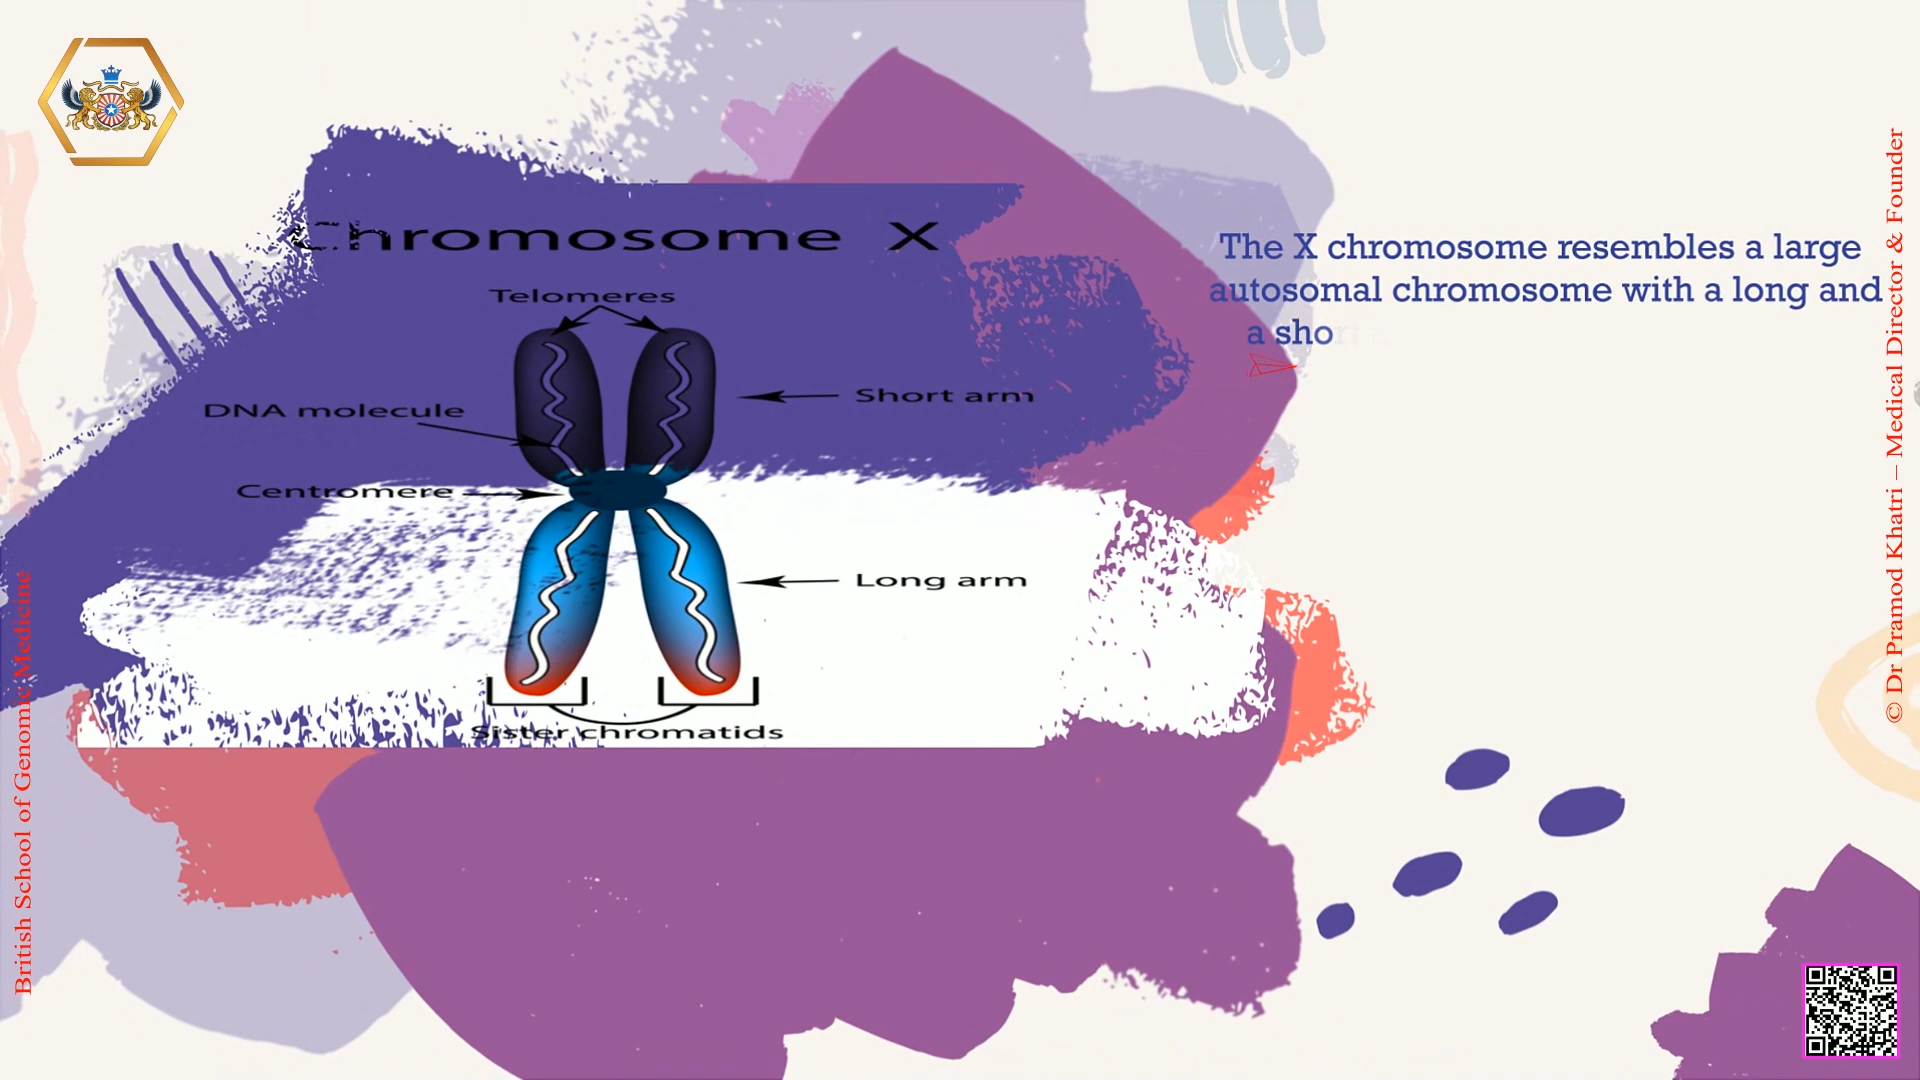 Chromosome X
Telomeres
Short arm
DNA molecule
Centromere
Long arm
Sister chromatids
The X chromosome resembles a large
autosomal chromosome with a long and
a short
British School of Genomic Medicine
© Dr Pramod Khatri – Medical Director & Founder